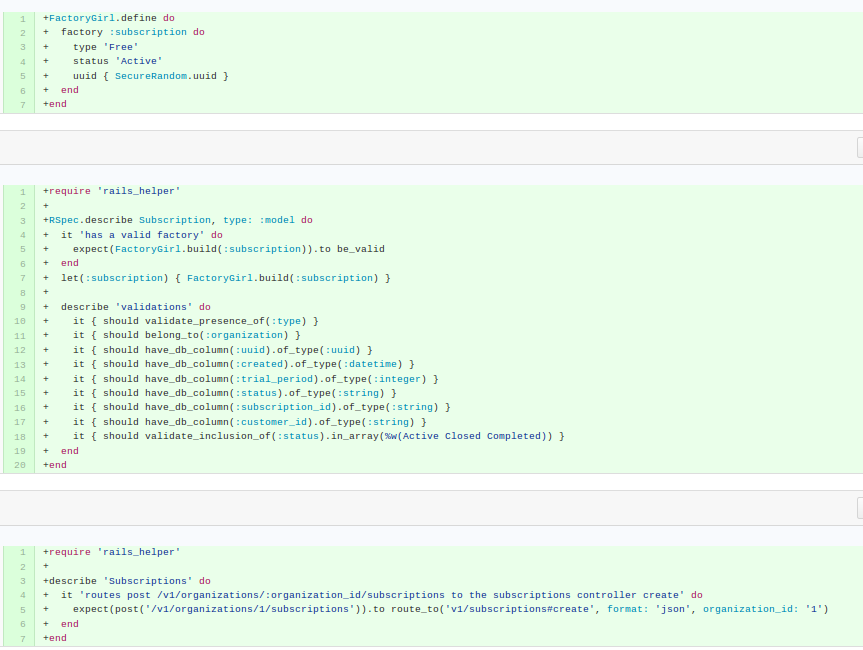 1 +FactoryGirl.define do
2 +  factory :subscription do
3 +    type 'Free'
4 +    status 'Active'
5 +    uuid { SecureRandom.uuid }
6 +  end
7 +end
1 +require 'rails_helper'
2 +
3 +RSpec.describe Subscription, type: :model do
4 +  it 'has a valid factory' do
5 +    expect(FactoryGirl.build(:subscription)).to be_valid
6 +  end
7 +  let(:subscription) { FactoryGirl.build(:subscription) }
8 +
9 +  describe 'validations' do
10 +    it { should validate_presence_of(:type) }
11 +    it { should belong_to(:organization) }
12 +    it { should have_db_column(:uuid).of_type(:uuid) }
13 +    it { should have_db_column(:created).of_type(:datetime) }
14 +    it { should have_db_column(:trial_period).of_type(:integer) }
15 +    it { should have_db_column(:status).of_type(:string) }
16 +    it { should have_db_column(:subscription_id).of_type(:string) }
17 +    it { should have_db_column(:customer_id).of_type(:string) }
18 +    it { should validate_inclusion_of(:status).in_array(%w(Active Closed Completed)) }
19 +  end
20 +end
1 +require 'rails_helper'
2 +
3 +describe 'Subscriptions' do
4 +  it 'routes post /v1/organizations/:organization_id/subscriptions to the subscriptions controller create' do
5 +    expect(post('/v1/organizations/1/subscriptions')).to route_to('v1/subscriptions#create', format: 'json', organization_id: '1')
6 +  end
7 +end